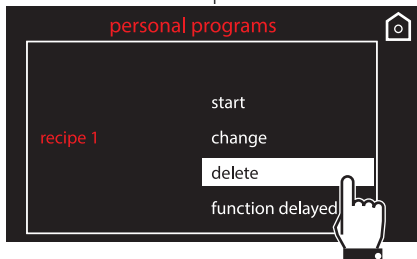 personal programs
start
recipe 1
change
delete
function delayed